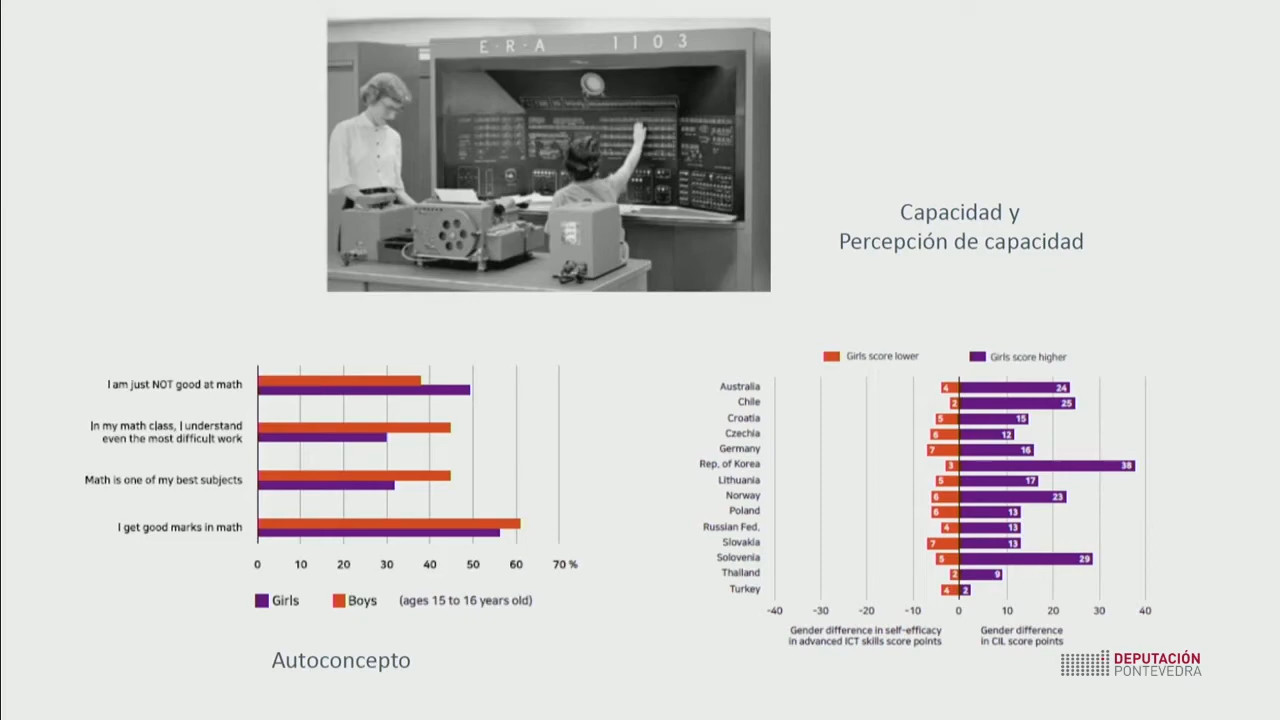 E·R·A 1103
Capacidad y
Percepción de capacidad
I am just NOT good at math
In my math class, I understand
even the most difficult work
Math is one of my best subjects
I get good marks in math
0 10 20 30 40 50 60 70 %
Girls Boys (ages 15 to 16 years old)
Autoconcepto
Girls score lower Girls score higher
Australia 4 24
Chile 2 25
Croatia 5 15
Czechia 6 12
Germany 7 16
Rep. of Korea 3 38
Lithuania 5 17
Norway 6 23
Poland 6 13
Russian Fed. 4 13
Slovakia 7 13
Solovenia 5 29
Thailand 2 9
Turkey 4 2
-40 -30 -20 -10 0 10 20 30 40
Gender difference in self-efficacy
in advanced ICT skills score points
Gender difference
in CIL score points
DEPUTACIÓN
PONTEVEDRA